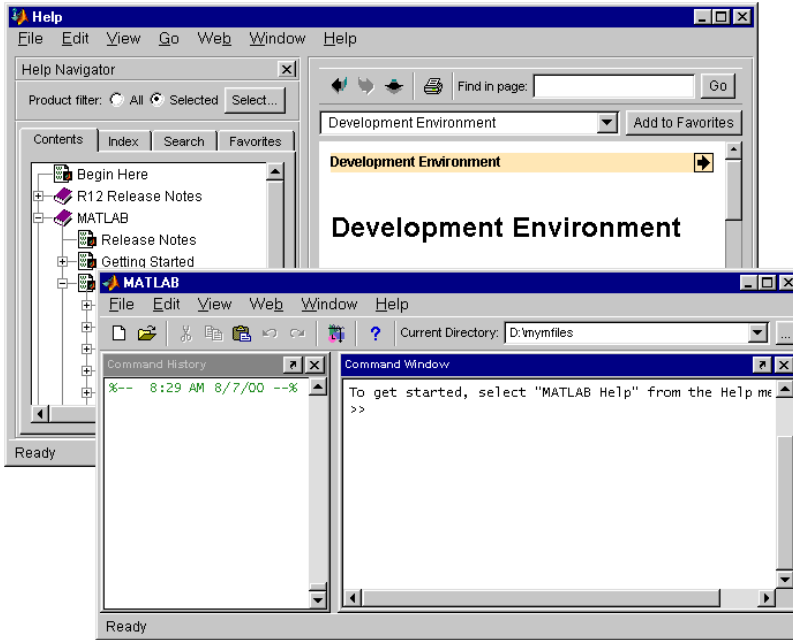 Help
File Edit View Go Web Window Help
Help Navigator
Product filter: All Selected Select...
Contents Index Search Favorites
Begin Here
R12 Release Notes
MATLAB
Release Notes
Getting Started
Find in page: Go
Development Environment Add to Favorites
Development Environment
Development Environment
Ready
MATLAB
File Edit View Web Window Help
? Current Directory: D:\mymfiles ...
Command History
%-- 8:29 AM 8/7/00 --%
Command Window
To get started, select "MATLAB Help" from the Help me
>>
Ready